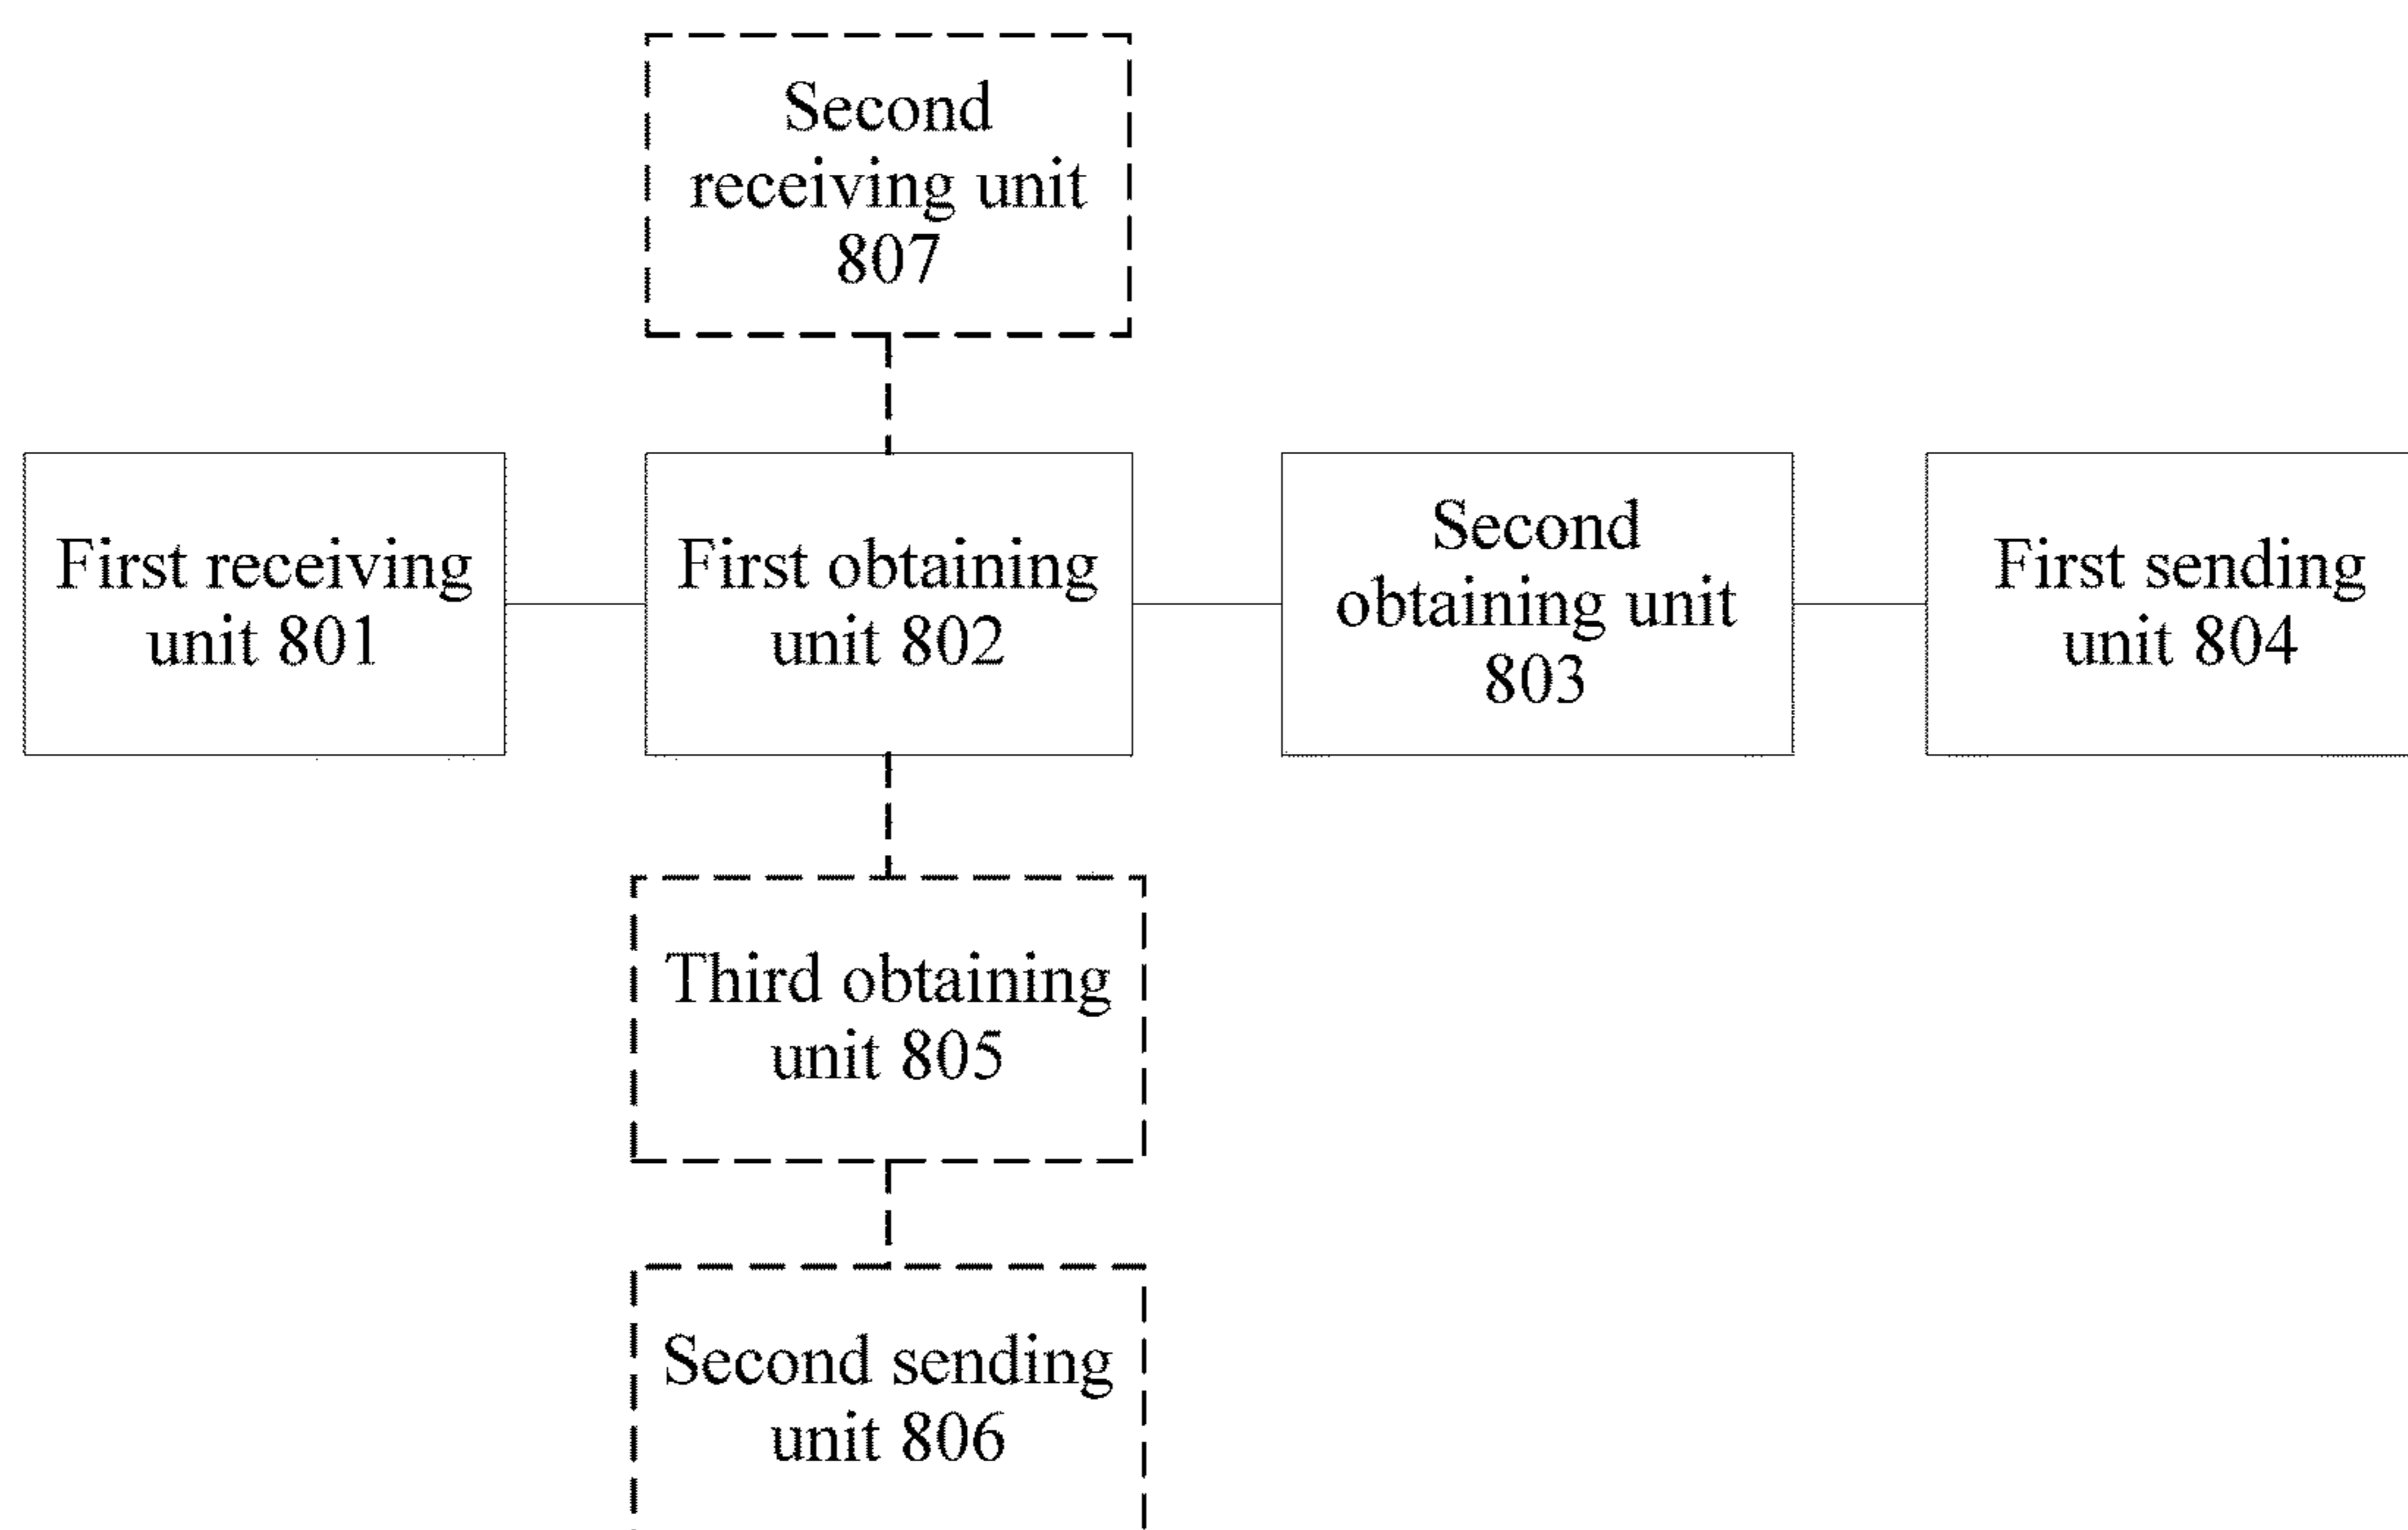 Second
receiving unit
807
First receiving
unit 801
First obtaining
unit 802
Second
obtaining unit
803
First sending
unit 804
Third obtaining
unit 805
Second sending
unit 806